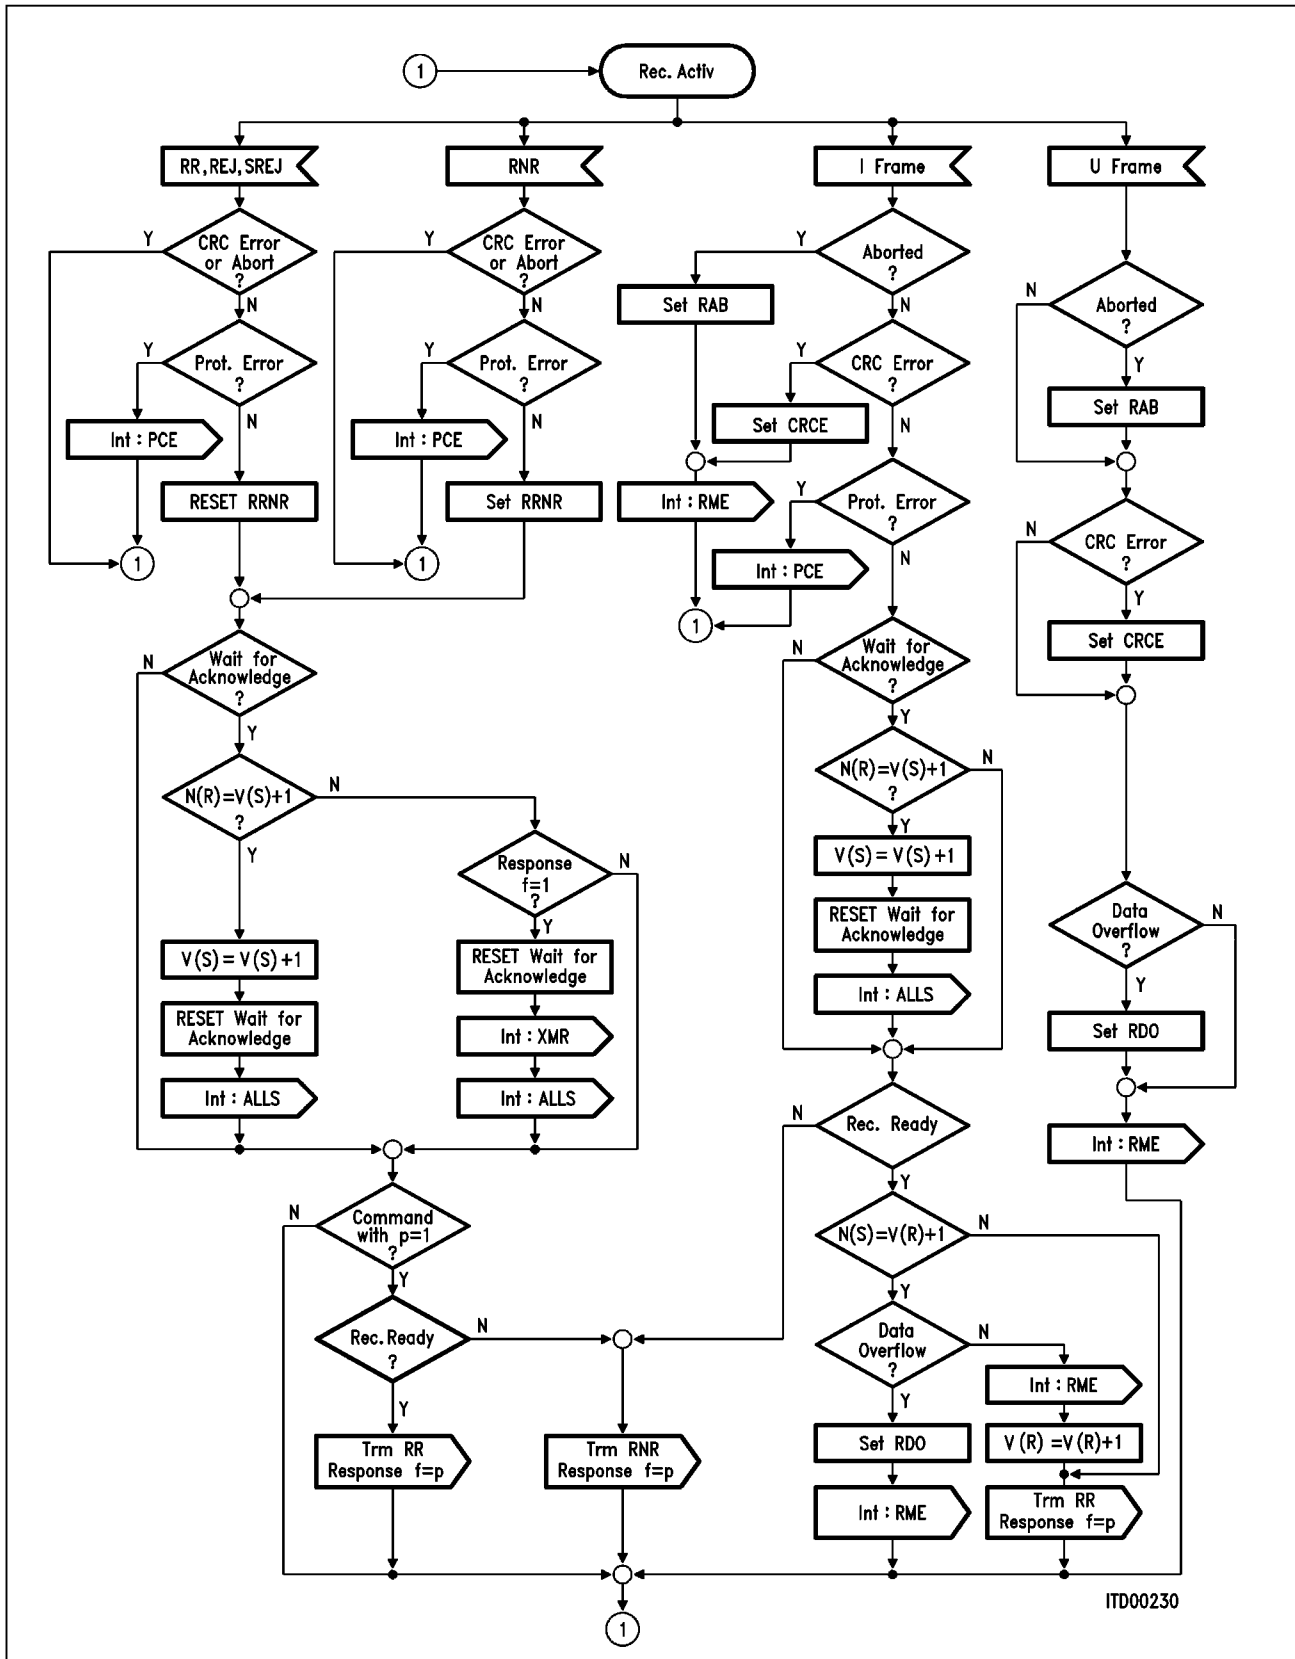 1
Rec. Activ
RR, REJ, SREJ
RNR
I Frame
U Frame
Y
CRC Error
or Abort
?
N
Y
CRC Error
or Abort
?
N
Y
Aborted
?
N
N
Aborted
?
Y
Set RAB
Set RAB
Y
Prot. Error
?
N
Y
Prot. Error
?
N
Y
CRC Error
?
N
Int : PCE
Int : PCE
Set CRCE
RESET RRNR
Set RRNR
Int : RME
Y
Prot. Error
?
N
N
CRC Error
?
Y
1
1
Int : PCE
1
Set CRCE
N
Wait for
Acknowledge
?
Y
N
Wait for
Acknowledge
?
Y
N(R)=V(S)+1
?
N
Y
N(R)=V(S)+1
?
N
Y
Response
f=1
?
N
Y
V(S) = V(S) +1
RESET Wait for
Acknowledge
Int : ALLS
Data
Overflow
?
N
Y
V(S) = V(S) +1
RESET Wait for
Acknowledge
Int : ALLS
RESET Wait for
Acknowledge
Int : XMR
Int : ALLS
Set RDO
Int : RME
N
Rec. Ready
Y
N
Command
with p=1
?
Y
N(S)=V(R)+1
N
Y
Rec. Ready
?
N
Y
Data
Overflow
?
N
Y
Int : RME
Trm RR
Response f=p
Trm RNR
Response f=p
Set RDO
V(R) =V(R)+1
Int : RME
Trm RR
Response f=p
1
ITD00230